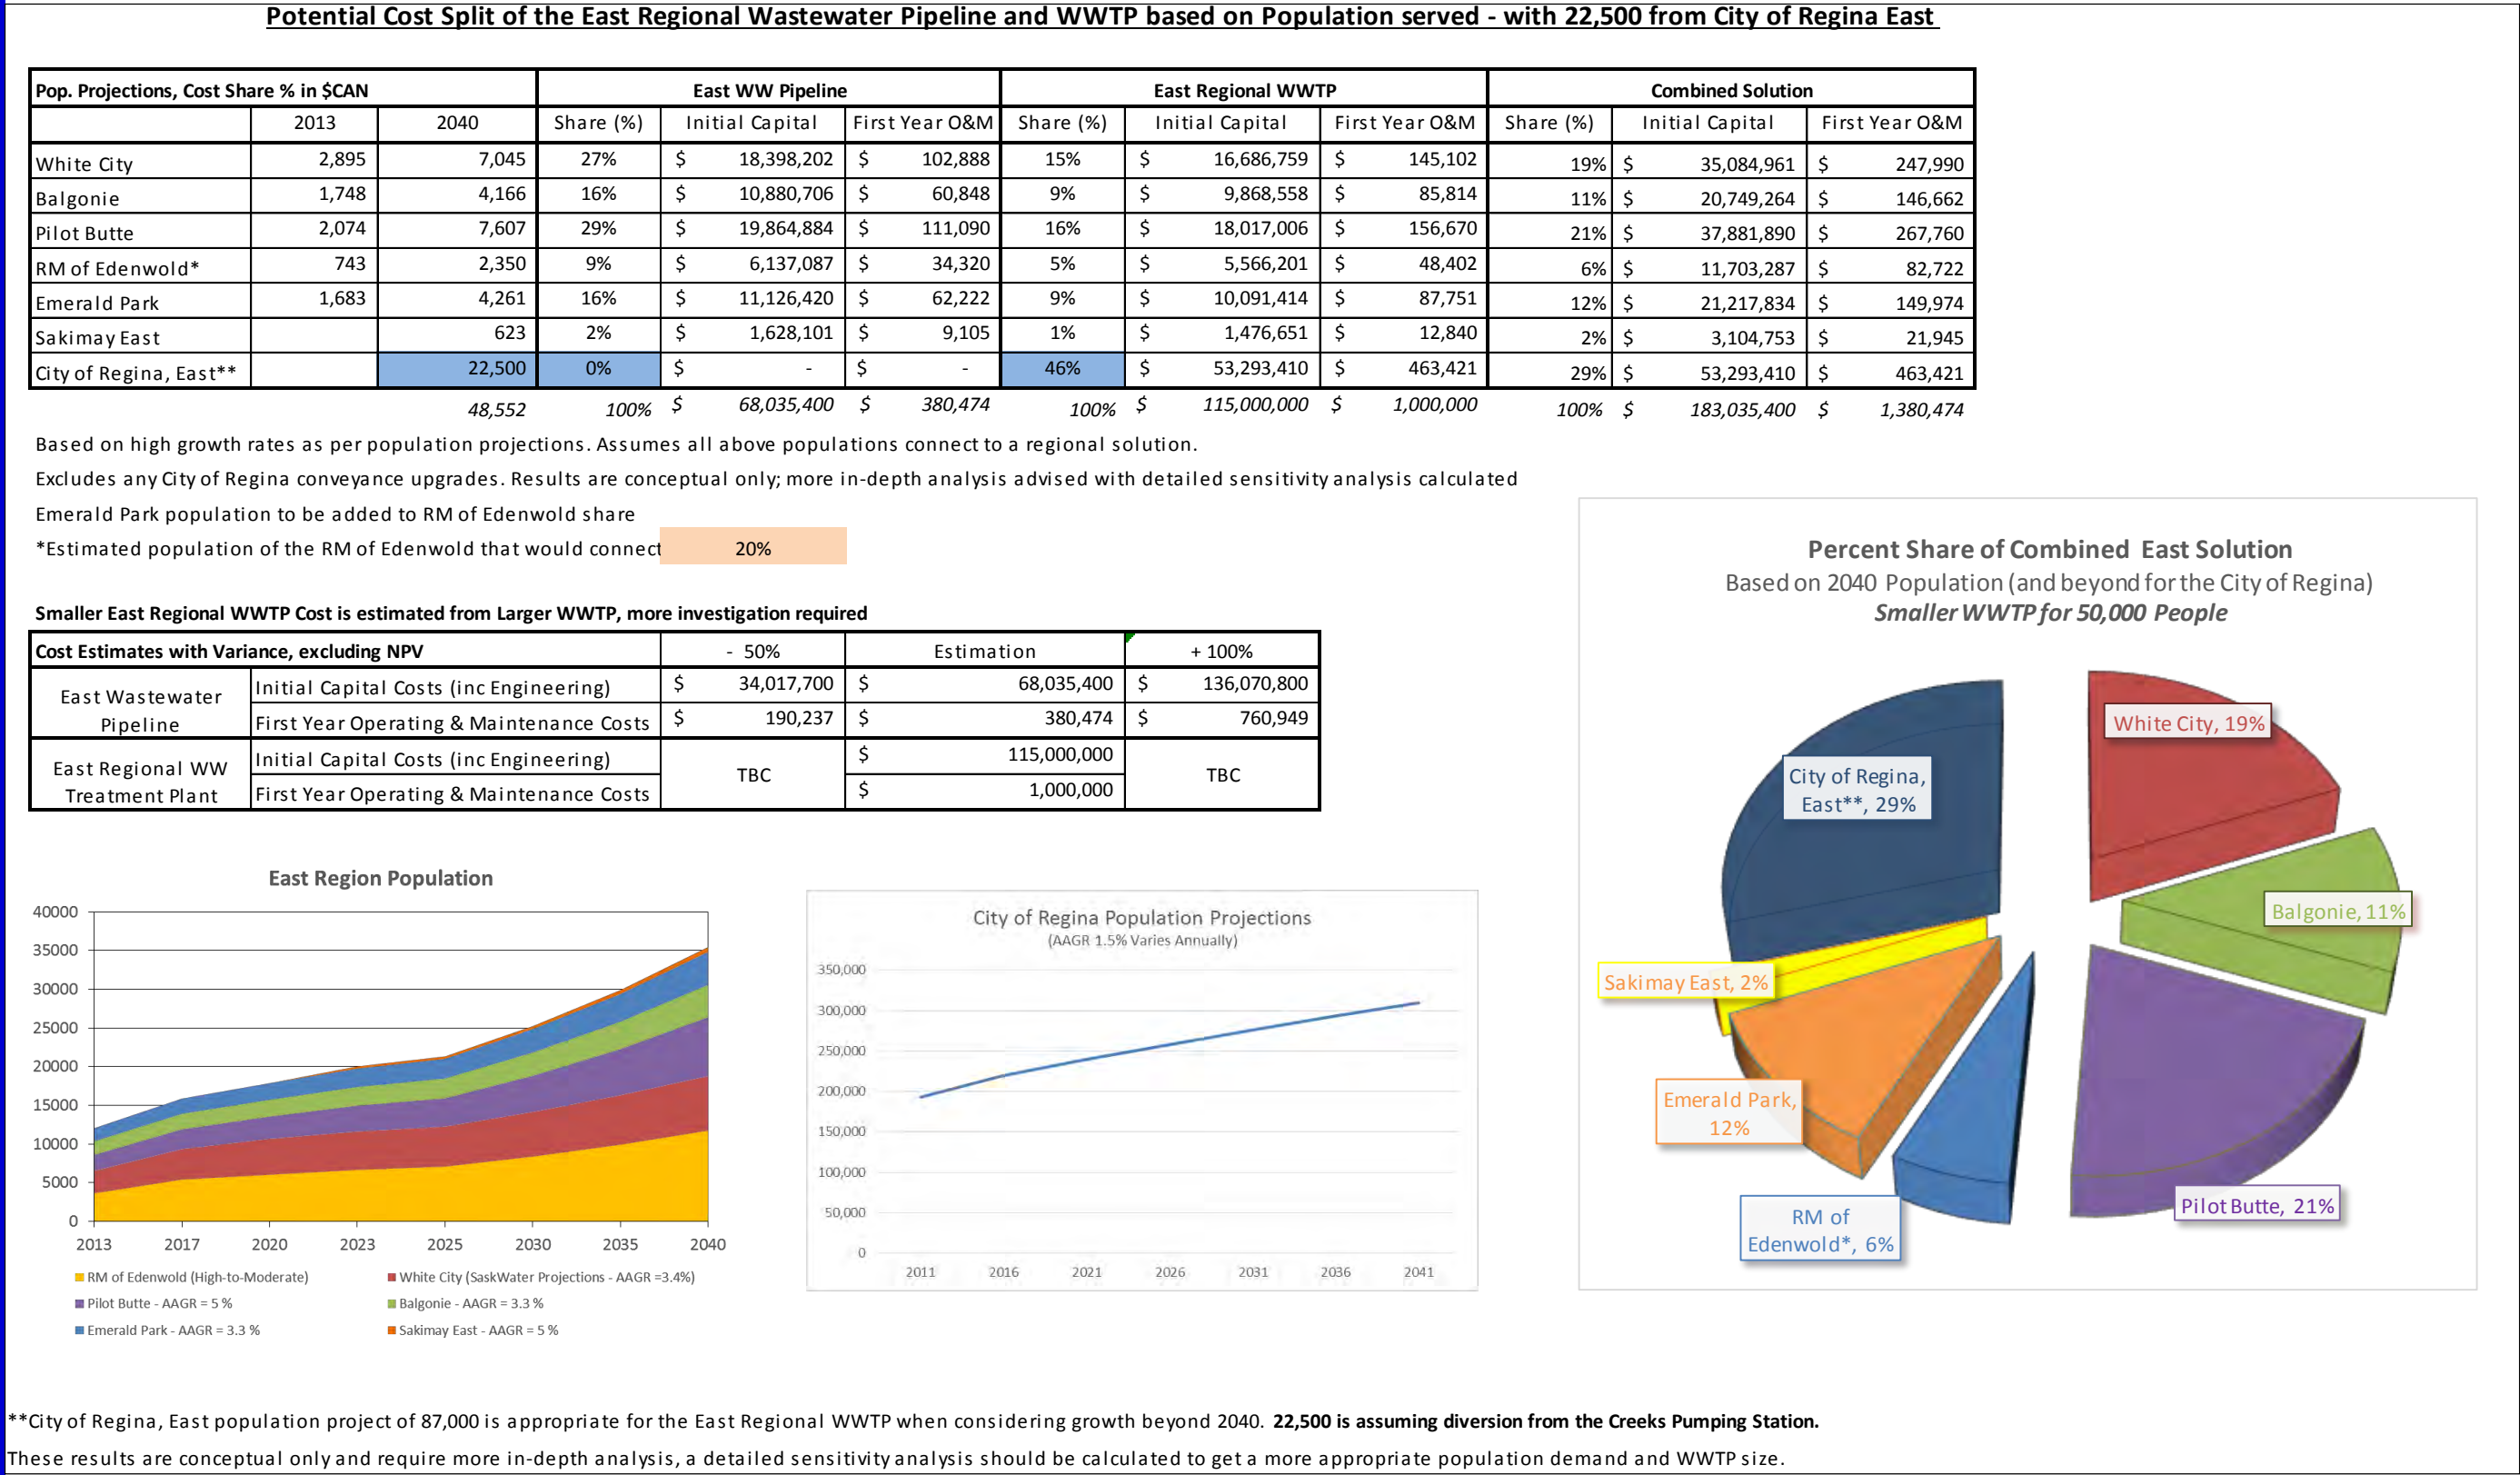 Potential Cost Split of the East Regional Wastewater Pipeline and WWTP based on Population served - with 22,500 from City of Regina East
Pop. Projections, Cost Share % in $CAN East WW Pipeline East Regional WWTP Combined Solution
2013 2040 Share (%) Initial Capital First Year O&M Share (%) Initial Capital First Year O&M Share (%) Initial Capital First Year O&M
White City 2,895 7,045 27% $ 18,398,202 $ 102,888 15% $ 16,686,759 $ 145,102 19% $ 35,084,961 $ 247,990
Balgonie 1,748 4,166 16% $ 10,880,706 $ 60,848 9% $ 9,868,558 $ 85,814 11% $ 20,749,264 $ 146,662
Pilot Butte 2,074 7,607 29% $ 19,864,884 $ 111,090 16% $ 18,017,006 $ 156,670 21% $ 37,881,890 $ 267,760
RM of Edenwold* 743 2,350 9% $ 6,137,087 $ 34,320 5% $ 5,566,201 $ 48,402 6% $ 11,703,287 $ 82,722
Emerald Park 1,683 4,261 16% $ 11,126,420 $ 62,222 9% $ 10,091,414 $ 87,751 12% $ 21,217,834 $ 149,974
Sakimay East 623 2% $ 1,628,101 $ 9,105 1% $ 1,476,651 $ 12,840 2% $ 3,104,753 $ 21,945
City of Regina, East** 22,500 0% $ - $ - 46% $ 53,293,410 $ 463,421 29% $ 53,293,410 $ 463,421
48,552 100% $ 68,035,400 $ 380,474 100% $ 115,000,000 $ 1,000,000 100% $ 183,035,400 $ 1,380,474
Based on high growth rates as per population projections. Assumes all above populations connect to a regional solution.
Excludes any City of Regina conveyance upgrades. Results are conceptual only; more in-depth analysis advised with detailed sensitivity analysis calculated
Emerald Park population to be added to RM of Edenwold share
*Estimated population of the RM of Edenwold that would connect 20%
Smaller East Regional WWTP Cost is estimated from Larger WWTP, more investigation required
Cost Estimates with Variance, excluding NPV - 50% Estimation + 100%
East Wastewater Pipeline
Initial Capital Costs (inc Engineering) $ 34,017,700 $ 68,035,400 $ 136,070,800
First Year Operating & Maintenance Costs $ 190,237 $ 380,474 $ 760,949
East Regional WW Treatment Plant
Initial Capital Costs (inc Engineering) TBC $ 115,000,000 TBC
First Year Operating & Maintenance Costs $ 1,000,000
Percent Share of Combined East Solution
Based on 2040 Population (and beyond for the City of Regina)
Smaller WWTP for 50,000 People
White City, 19%
City of Regina,
East**, 29%
Balgonie, 11%
Sakimay East, 2%
Emerald Park,
12%
Pilot Butte, 21%
RM of
Edenwold*, 6%
East Region Population
40000
35000
30000
25000
20000
15000
10000
5000
0
2013 2017 2020 2023 2025 2030 2035 2040
RM of Edenwold (High-to-Moderate) White City (SaskWater Projections - AAGR =3.4%)
Pilot Butte - AAGR = 5 % Balgonie - AAGR = 3.3 %
Emerald Park - AAGR = 3.3 % Sakimay East - AAGR = 5 %
City of Regina Population Projections
(AAGR 1.5% Varies Annually)
350,000
300,000
250,000
200,000
150,000
100,000
50,000
0
2011 2016 2021 2026 2031 2036 2041
**City of Regina, East population project of 87,000 is appropriate for the East Regional WWTP when considering growth beyond 2040. 22,500 is assuming diversion from the Creeks Pumping Station.
These results are conceptual only and require more in-depth analysis, a detailed sensitivity analysis should be calculated to get a more appropriate population demand and WWTP size.